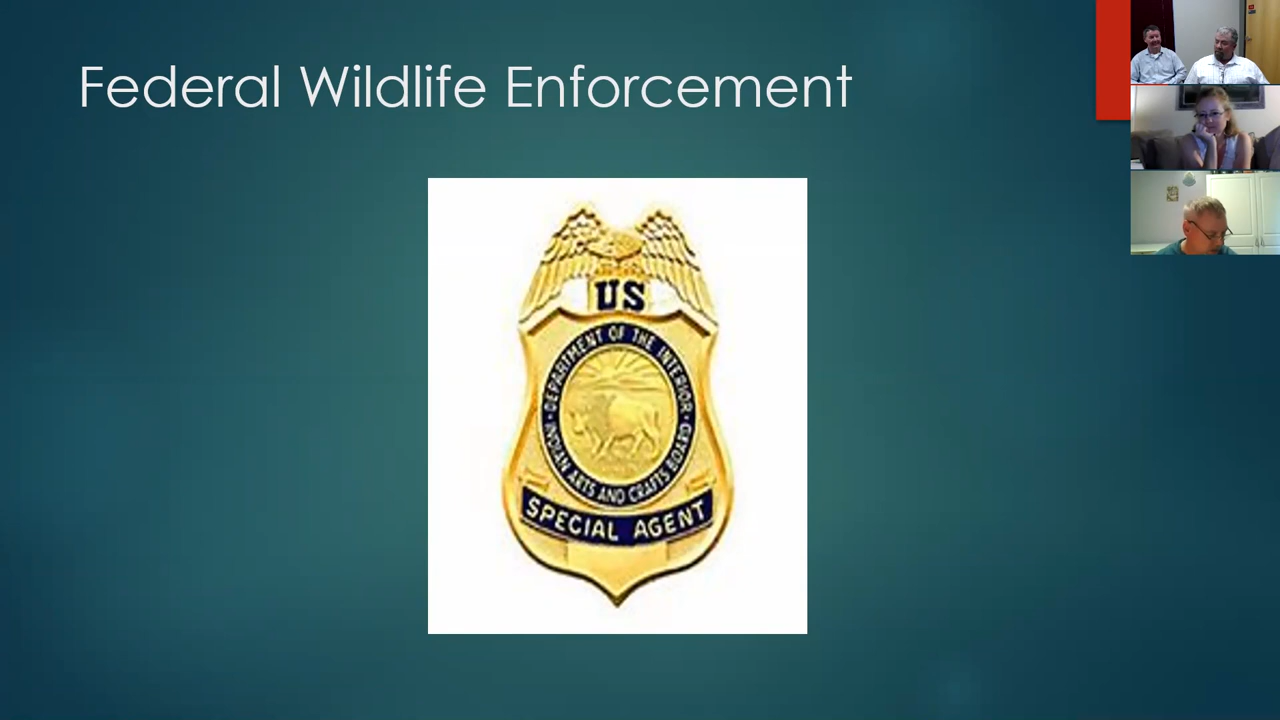 Federal Wildlife Enforcement
US
DEPARTMENT OF THE INTERIOR
INDIAN ARTS AND CRAFTS BOARD
SPECIAL AGENT